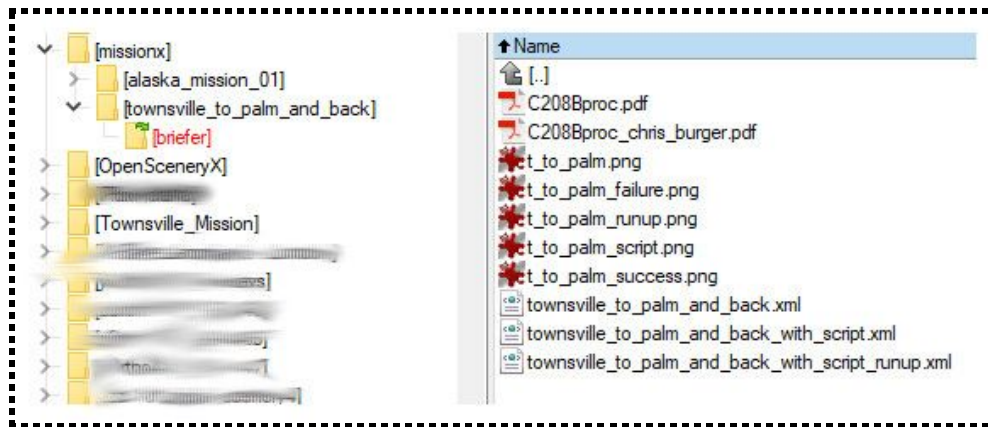 [missionx]
[alaska_mission_01]
[townsville_to_palm_and_back]
[briefer]
[OpenSceneryX]
[Townsville_Mission]
Name
[..]
C208Bproc.pdf
C208Bproc_chris_burger.pdf
t_to_palm.png
t_to_palm_failure.png
t_to_palm_runup.png
t_to_palm_script.png
t_to_palm_success.png
townsville_to_palm_and_back.xml
townsville_to_palm_and_back_with_script.xml
townsville_to_palm_and_back_with_script_runup.xml